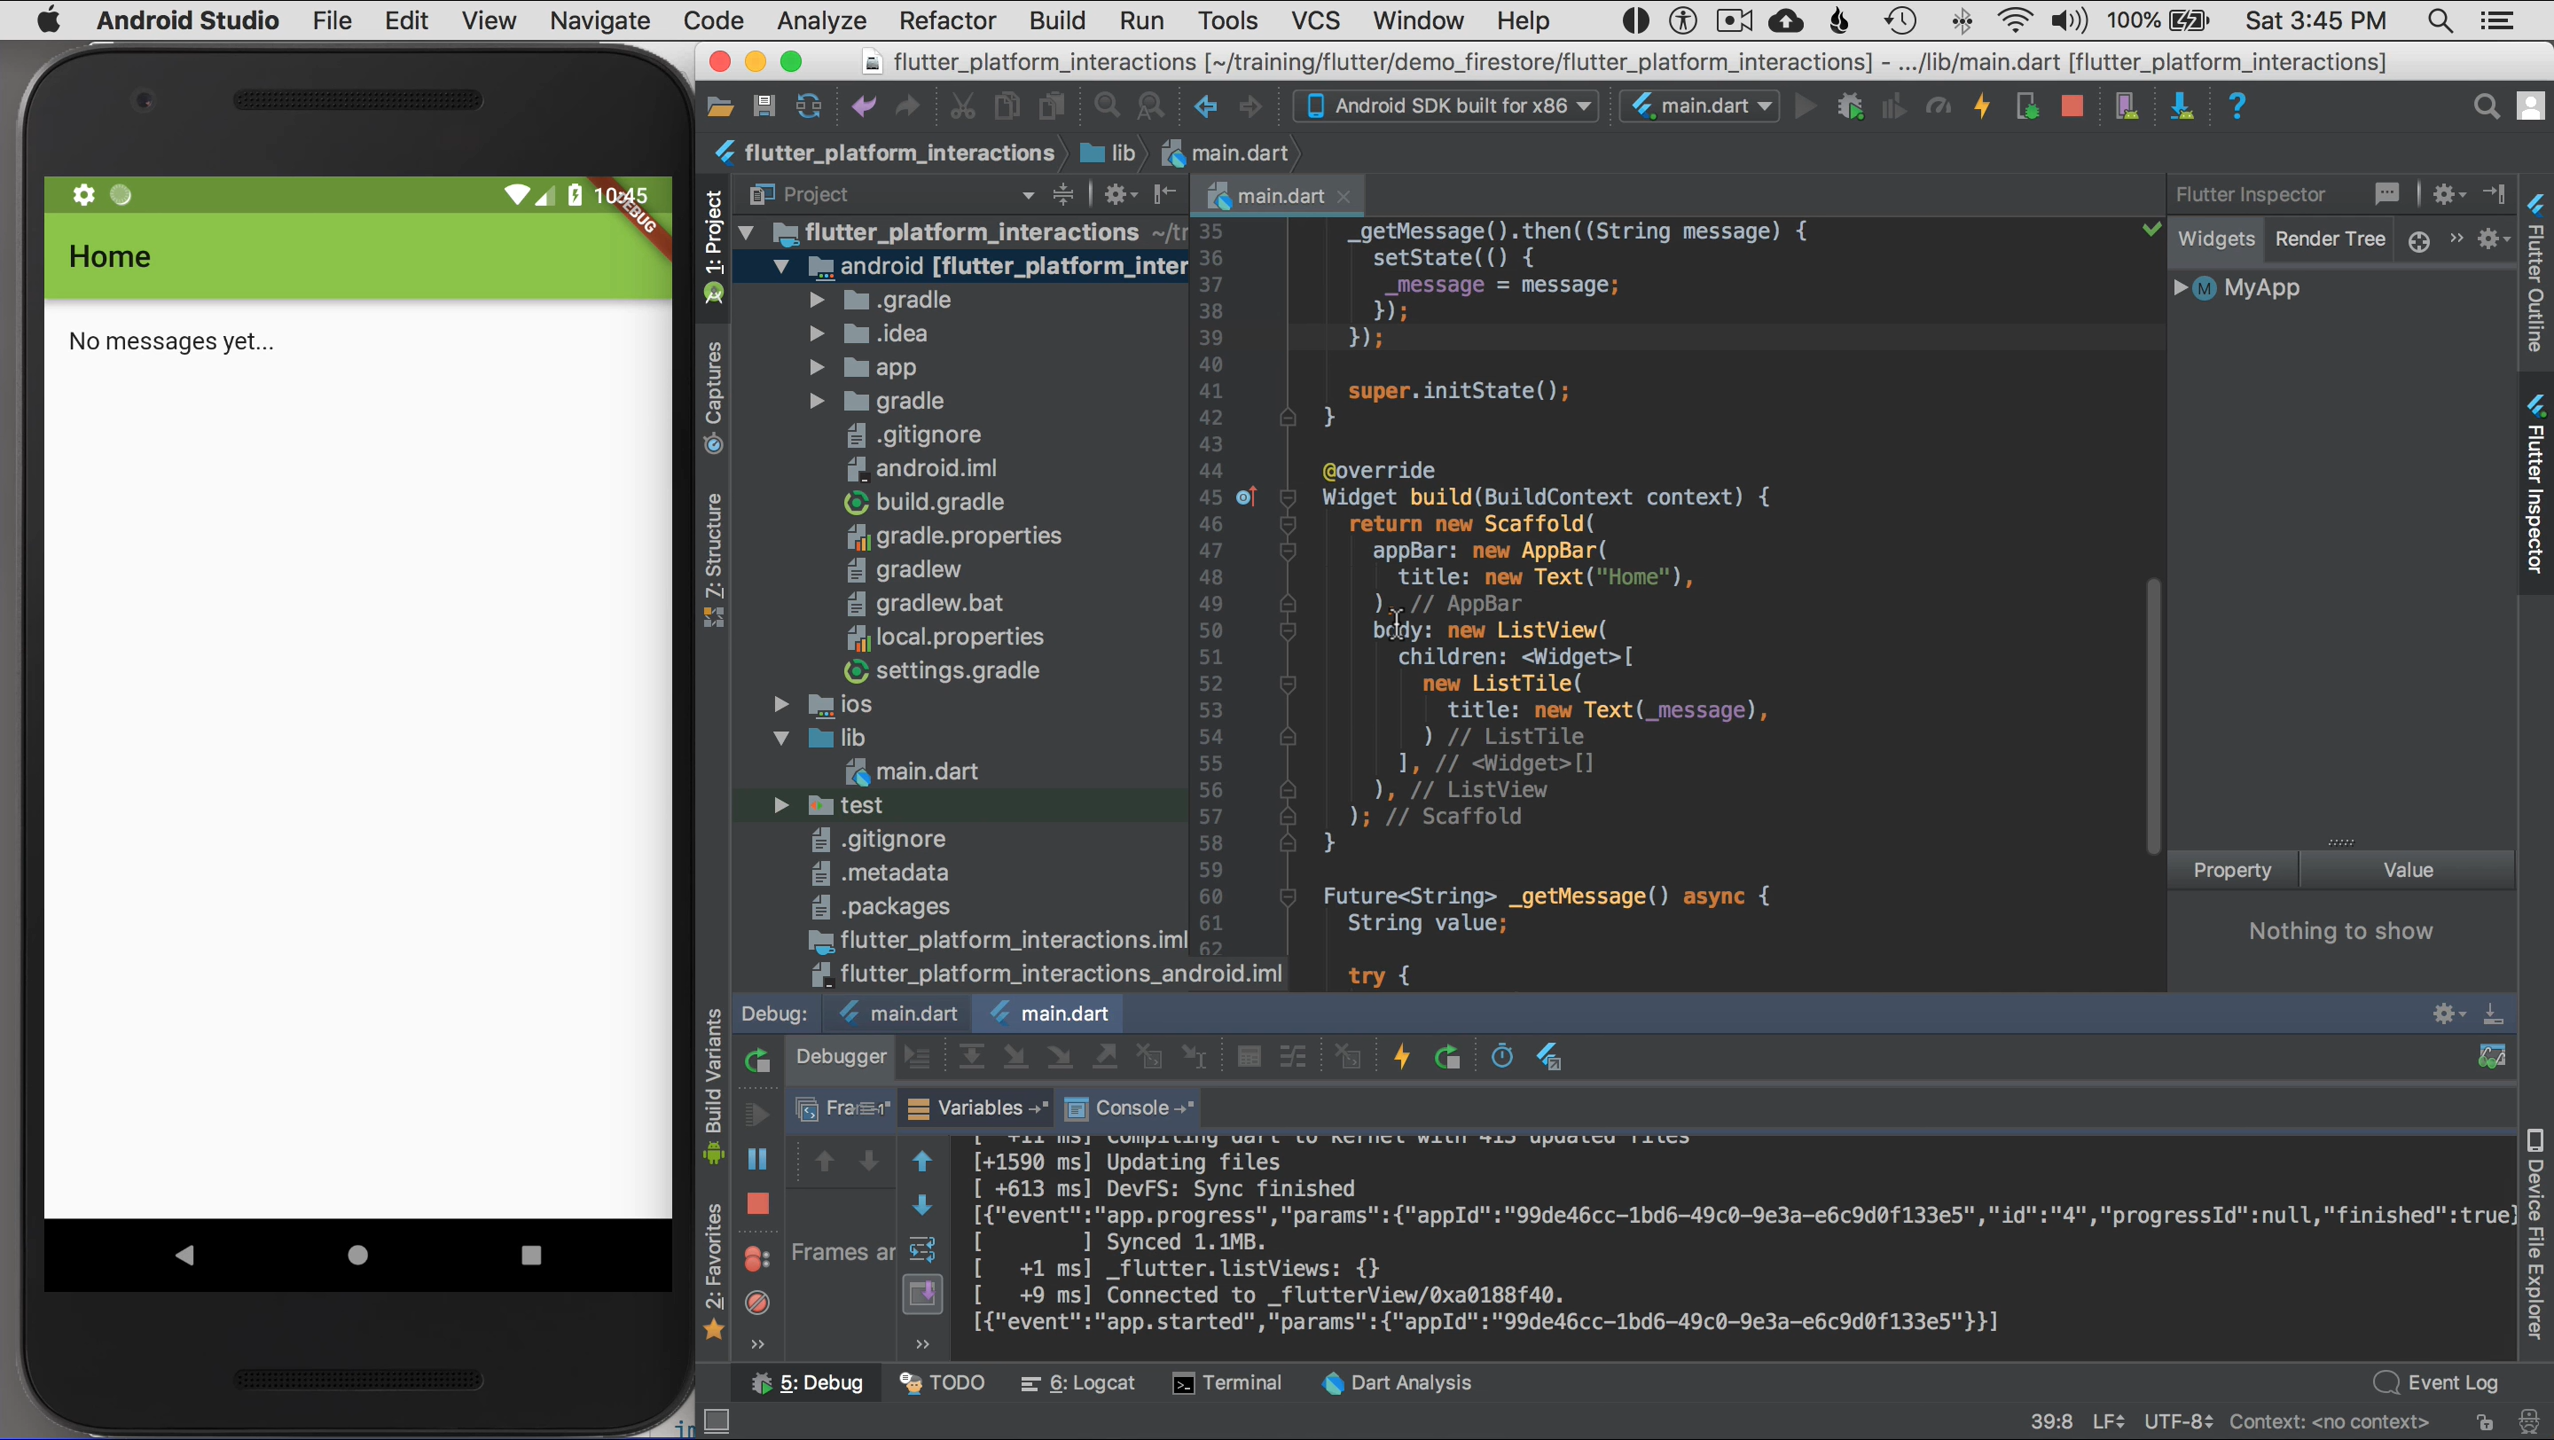 Android Studio File Edit View Navigate Code Analyze Refactor Build Run Tools VCS Window Help 100% Sat 3:45 PM
flutter_platform_interactions [~/training/flutter/demo_firestore/flutter_platform_interactions] - .../lib/main.dart [flutter_platform_interactions]
Android SDK built for x86 main.dart
flutter_platform_interactions lib main.dart
10:45
DEBUG
Home
No messages yet...
1: Project
Captures
7: Structure
Build Variants
2: Favorites
Project
flutter_platform_interactions ~/tr
android [flutter_platform_inter
.gradle
.idea
app
gradle
.gitignore
android.iml
build.gradle
gradle.properties
gradlew
gradlew.bat
local.properties
settings.gradle
ios
lib
main.dart
test
.gitignore
.metadata
.packages
flutter_platform_interactions.iml
flutter_platform_interactions_android.iml
main.dart
35 _getMessage().then((String message) {
36 setState(() {
37 _message = message;
38 });
39 });
40
41 super.initState();
42 }
43
44 @override
45 Widget build(BuildContext context) {
46 return new Scaffold(
47 appBar: new AppBar(
48 title: new Text("Home"),
49 ) // AppBar
50 body: new ListView(
51 children: <Widget>[
52 new ListTile(
53 title: new Text(_message),
54 ) // ListTile
55 ], // <Widget>[]
56 ), // ListView
57 ); // Scaffold
58 }
59
60 Future<String> _getMessage() async {
61 String value;
62
try {
Flutter Inspector
Widgets Render Tree
MyApp
Property Value
Nothing to show
Flutter Outline
Flutter Inspector
Device File Explorer
Debug: main.dart main.dart
Debugger
Variables Console
Frames ar
[ +11 ms] Compiling dart to kernel with 413 updated files
[+1590 ms] Updating files
[ +613 ms] DevFS: Sync finished
[{"event":"app.progress","params":{"appId":"99de46cc-1bd6-49c0-9e3a-e6c9d0f133e5","id":"4","progressId":null,"finished":true}
[ ] Synced 1.1MB.
[ +1 ms] _flutter.listViews: {}
[ +9 ms] Connected to _flutterView/0xa0188f40.
[{"event":"app.started","params":{"appId":"99de46cc-1bd6-49c0-9e3a-e6c9d0f133e5"}}]
5: Debug TODO 6: Logcat Terminal Dart Analysis Event Log
39:8 LF UTF-8 Context: <no context>